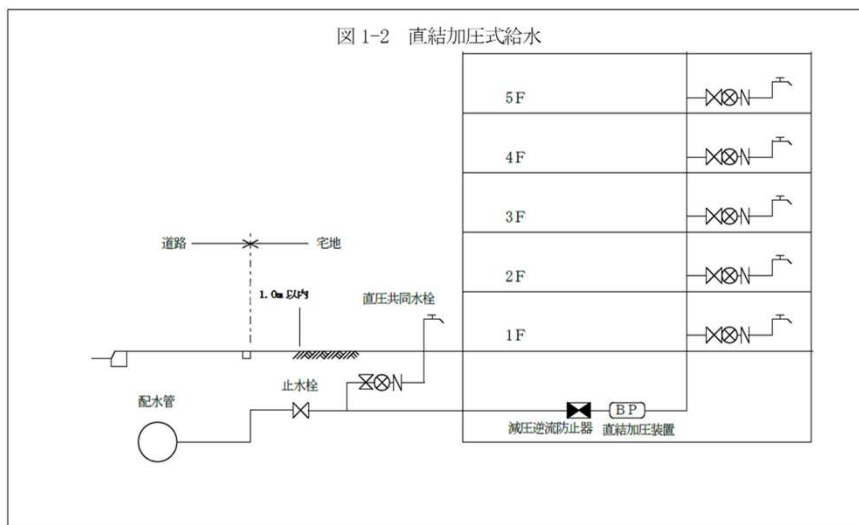 図 1-2 直結加圧式給水
5F
4F
3F
道路
宅地
2F
1.0m 以内
直圧共同水栓
1F
止水栓
配水管
BP
減圧逆流防止器
直結加圧装置